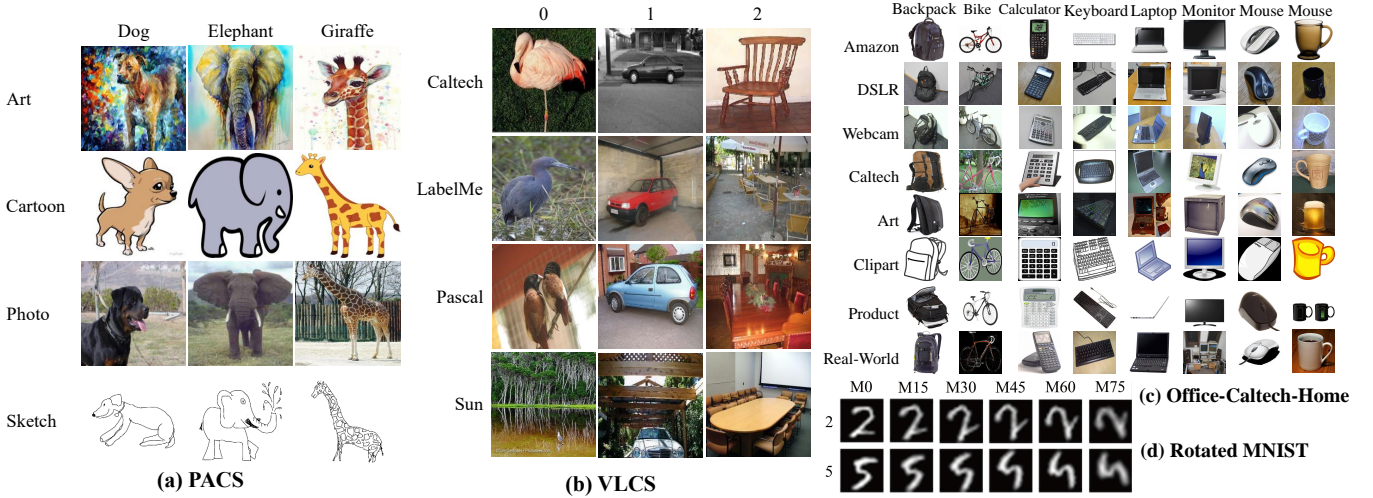 Dog Elephant Giraffe
Art
Cartoon
Photo
Sketch
(a) PACS
0 1 2
Caltech
LabelMe
Pascal
Sun
(b) VLCS
Backpack Bike Calculator Keyboard Laptop Monitor Mouse Mouse
Amazon
DSLR
Webcam
Caltech
Art
Clipart
Product
Real-World
(c) Office-Caltech-Home
M0 M15 M30 M45 M60 M75
2
5
(d) Rotated MNIST